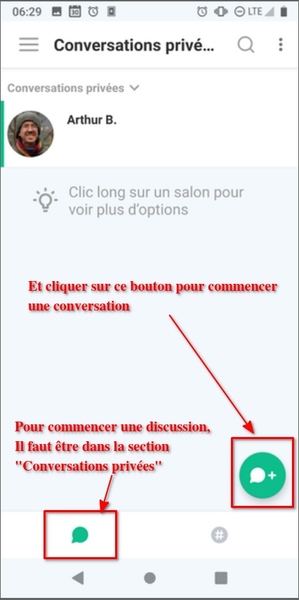 06:29
LTE
Conversations privé...
Conversations privées
Arthur B.
Clic long sur un salon pour
voir plus d'options
Et cliquer sur ce bouton pour commencer
une conversation
Pour commencer une discussion,
Il faut être dans la section
"Conversations privées"